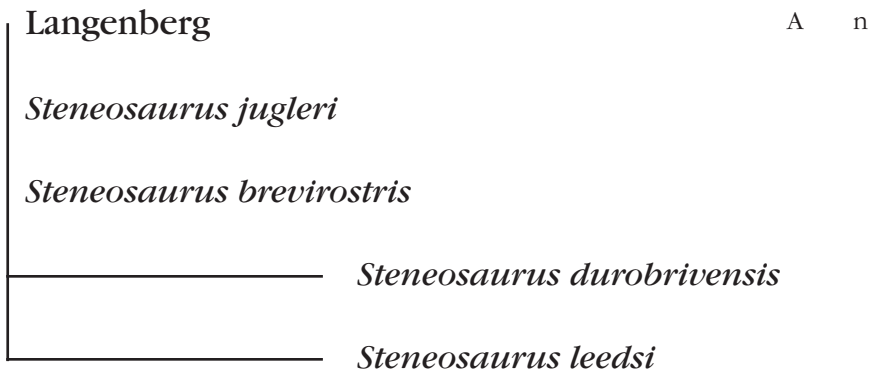 Langenberg A n
Steneosaurus jugleri
Steneosaurus brevirostris
Steneosaurus durobrivensis
Steneosaurus leedsi